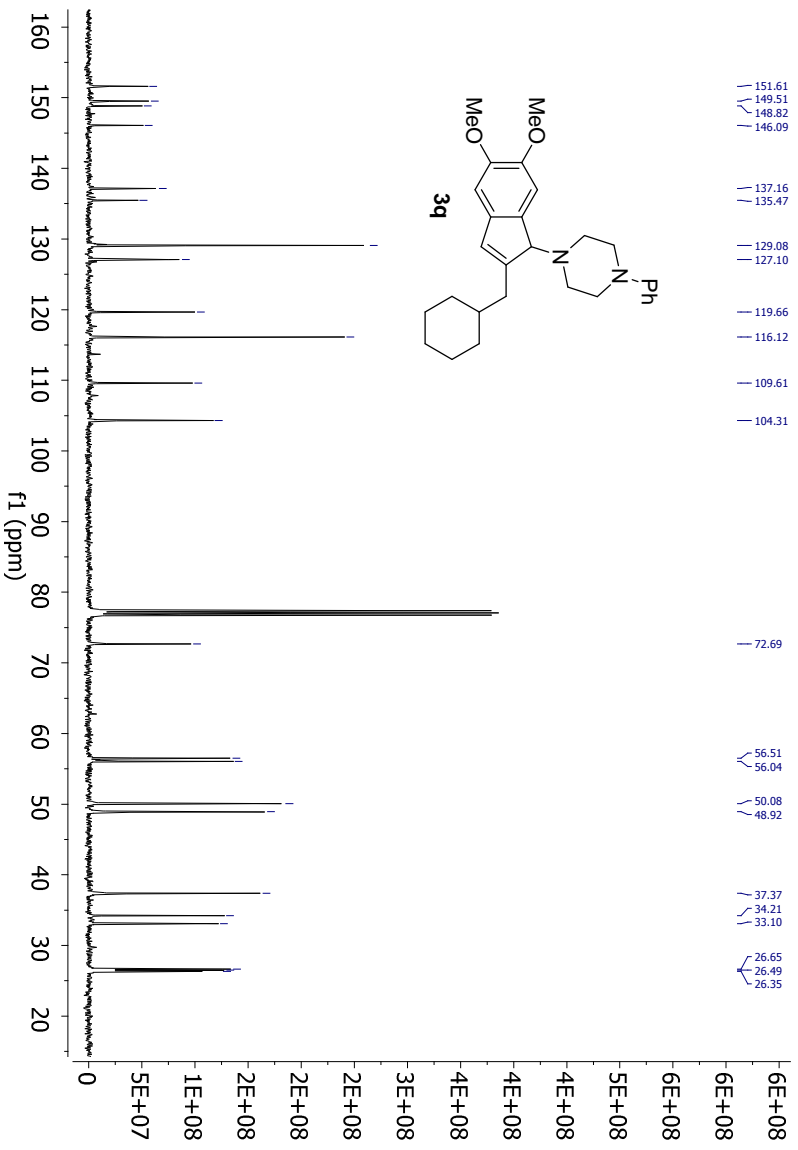 151.61
149.51
148.82
146.09
137.16
135.47
129.08
127.10
119.66
116.12
109.61
104.31
72.69
56.51
56.04
50.08
48.92
37.37
34.21
33.10
26.65
26.49
26.35
MeO
MeO
N
N
Ph
3q
160
150
140
130
120
110
100
90
80
70
60
50
40
30
20
f1 (ppm)
0
5E+07
1E+08
2E+08
2E+08
2E+08
3E+08
4E+08
4E+08
4E+08
5E+08
6E+08
6E+08
6E+08